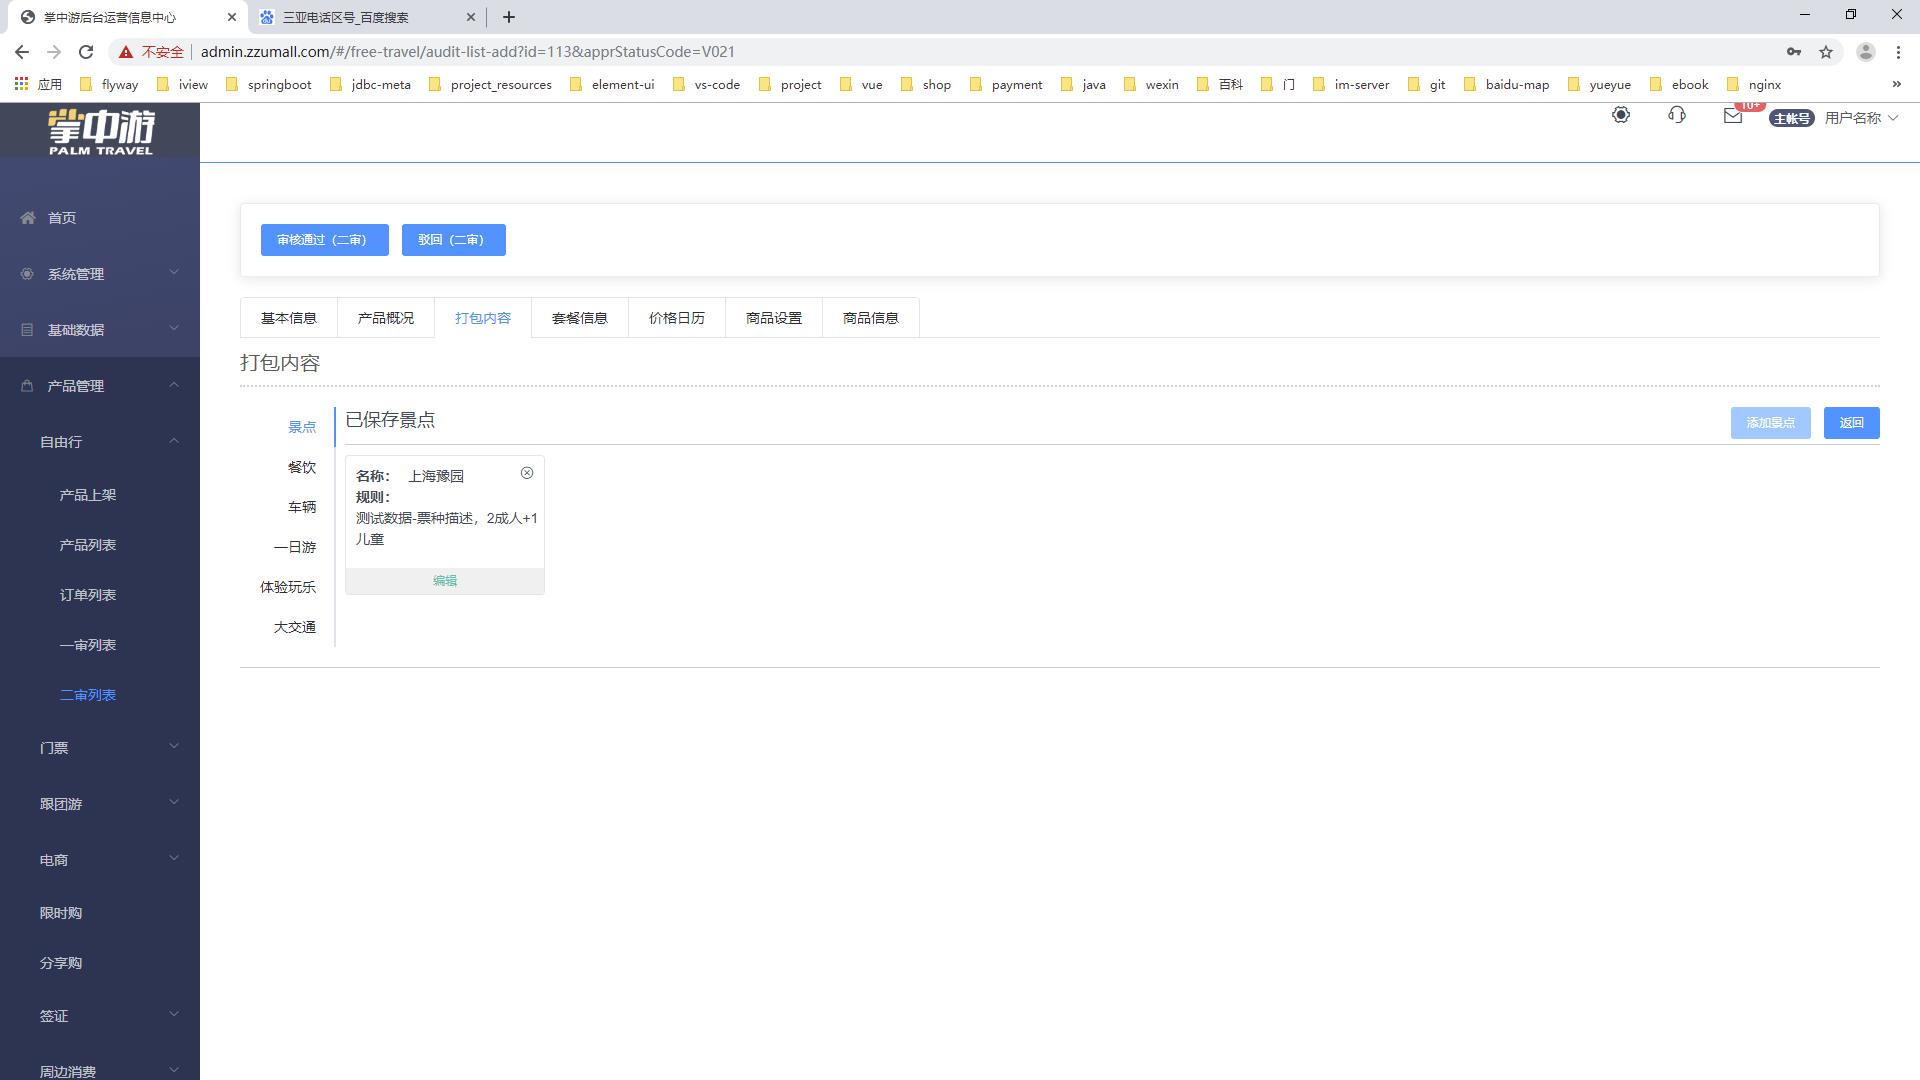 掌中游后台运营信息中心
三亚电话区号_百度搜索
不安全
admin.zzumall.com/#/free-travel/audit-list-add?id=113&apprStatusCode=V021
应用 flyway iview springboot jdbc-meta project_resources element-ui vs-code project vue shop payment java wexin 百科 门 im-server git baidu-map yueyue ebook nginx
掌中游
PALM TRAVEL
10+
主帐号 用户名称
首页
系统管理
基础数据
产品管理
自由行
产品上架
产品列表
订单列表
一审列表
二审列表
门票
跟团游
电商
限时购
分享购
签证
周边消费
审核通过（二审） 驳回（二审）
基本信息 产品概况 打包内容 套餐信息 价格日历 商品设置 商品信息
打包内容
景点
餐饮
车辆
一日游
体验玩乐
大交通
已保存景点
添加景点 返回
名称： 上海豫园
规则：
测试数据-票种描述，2成人+1
儿童
编辑